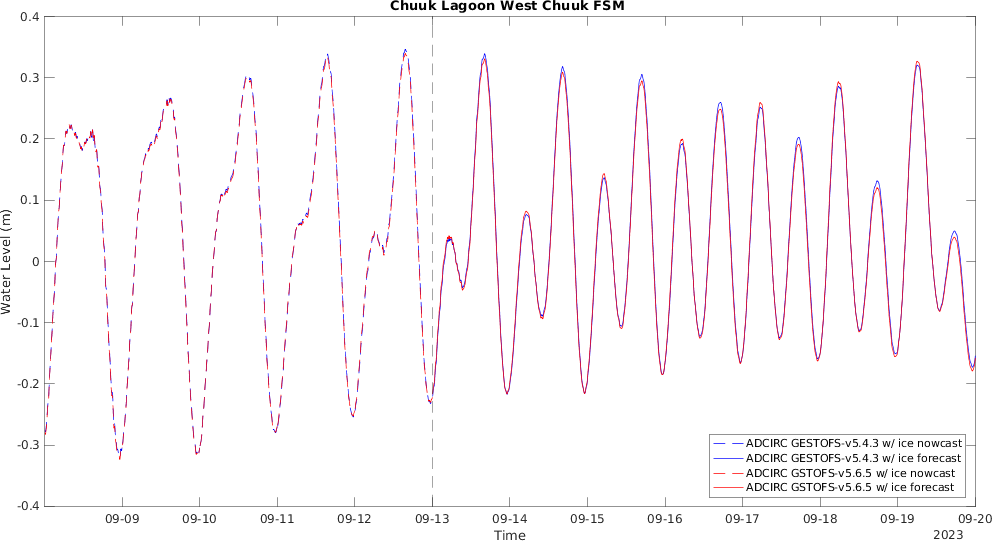 Chuuk Lagoon West Chuuk FSM
0.4
0.3
0.2
0.1
0
-0.1
-0.2
-0.3
-0.4
Water Level (m)
09-09 09-10 09-11 09-12 09-13 09-14 09-15 09-16 09-17 09-18 09-19 09-20
Time
2023
ADCIRC GESTOFS-v5.4.3 w/ ice nowcast
ADCIRC GESTOFS-v5.4.3 w/ ice forecast
ADCIRC GSTOFS-v5.6.5 w/ ice nowcast
ADCIRC GSTOFS-v5.6.5 w/ ice forecast